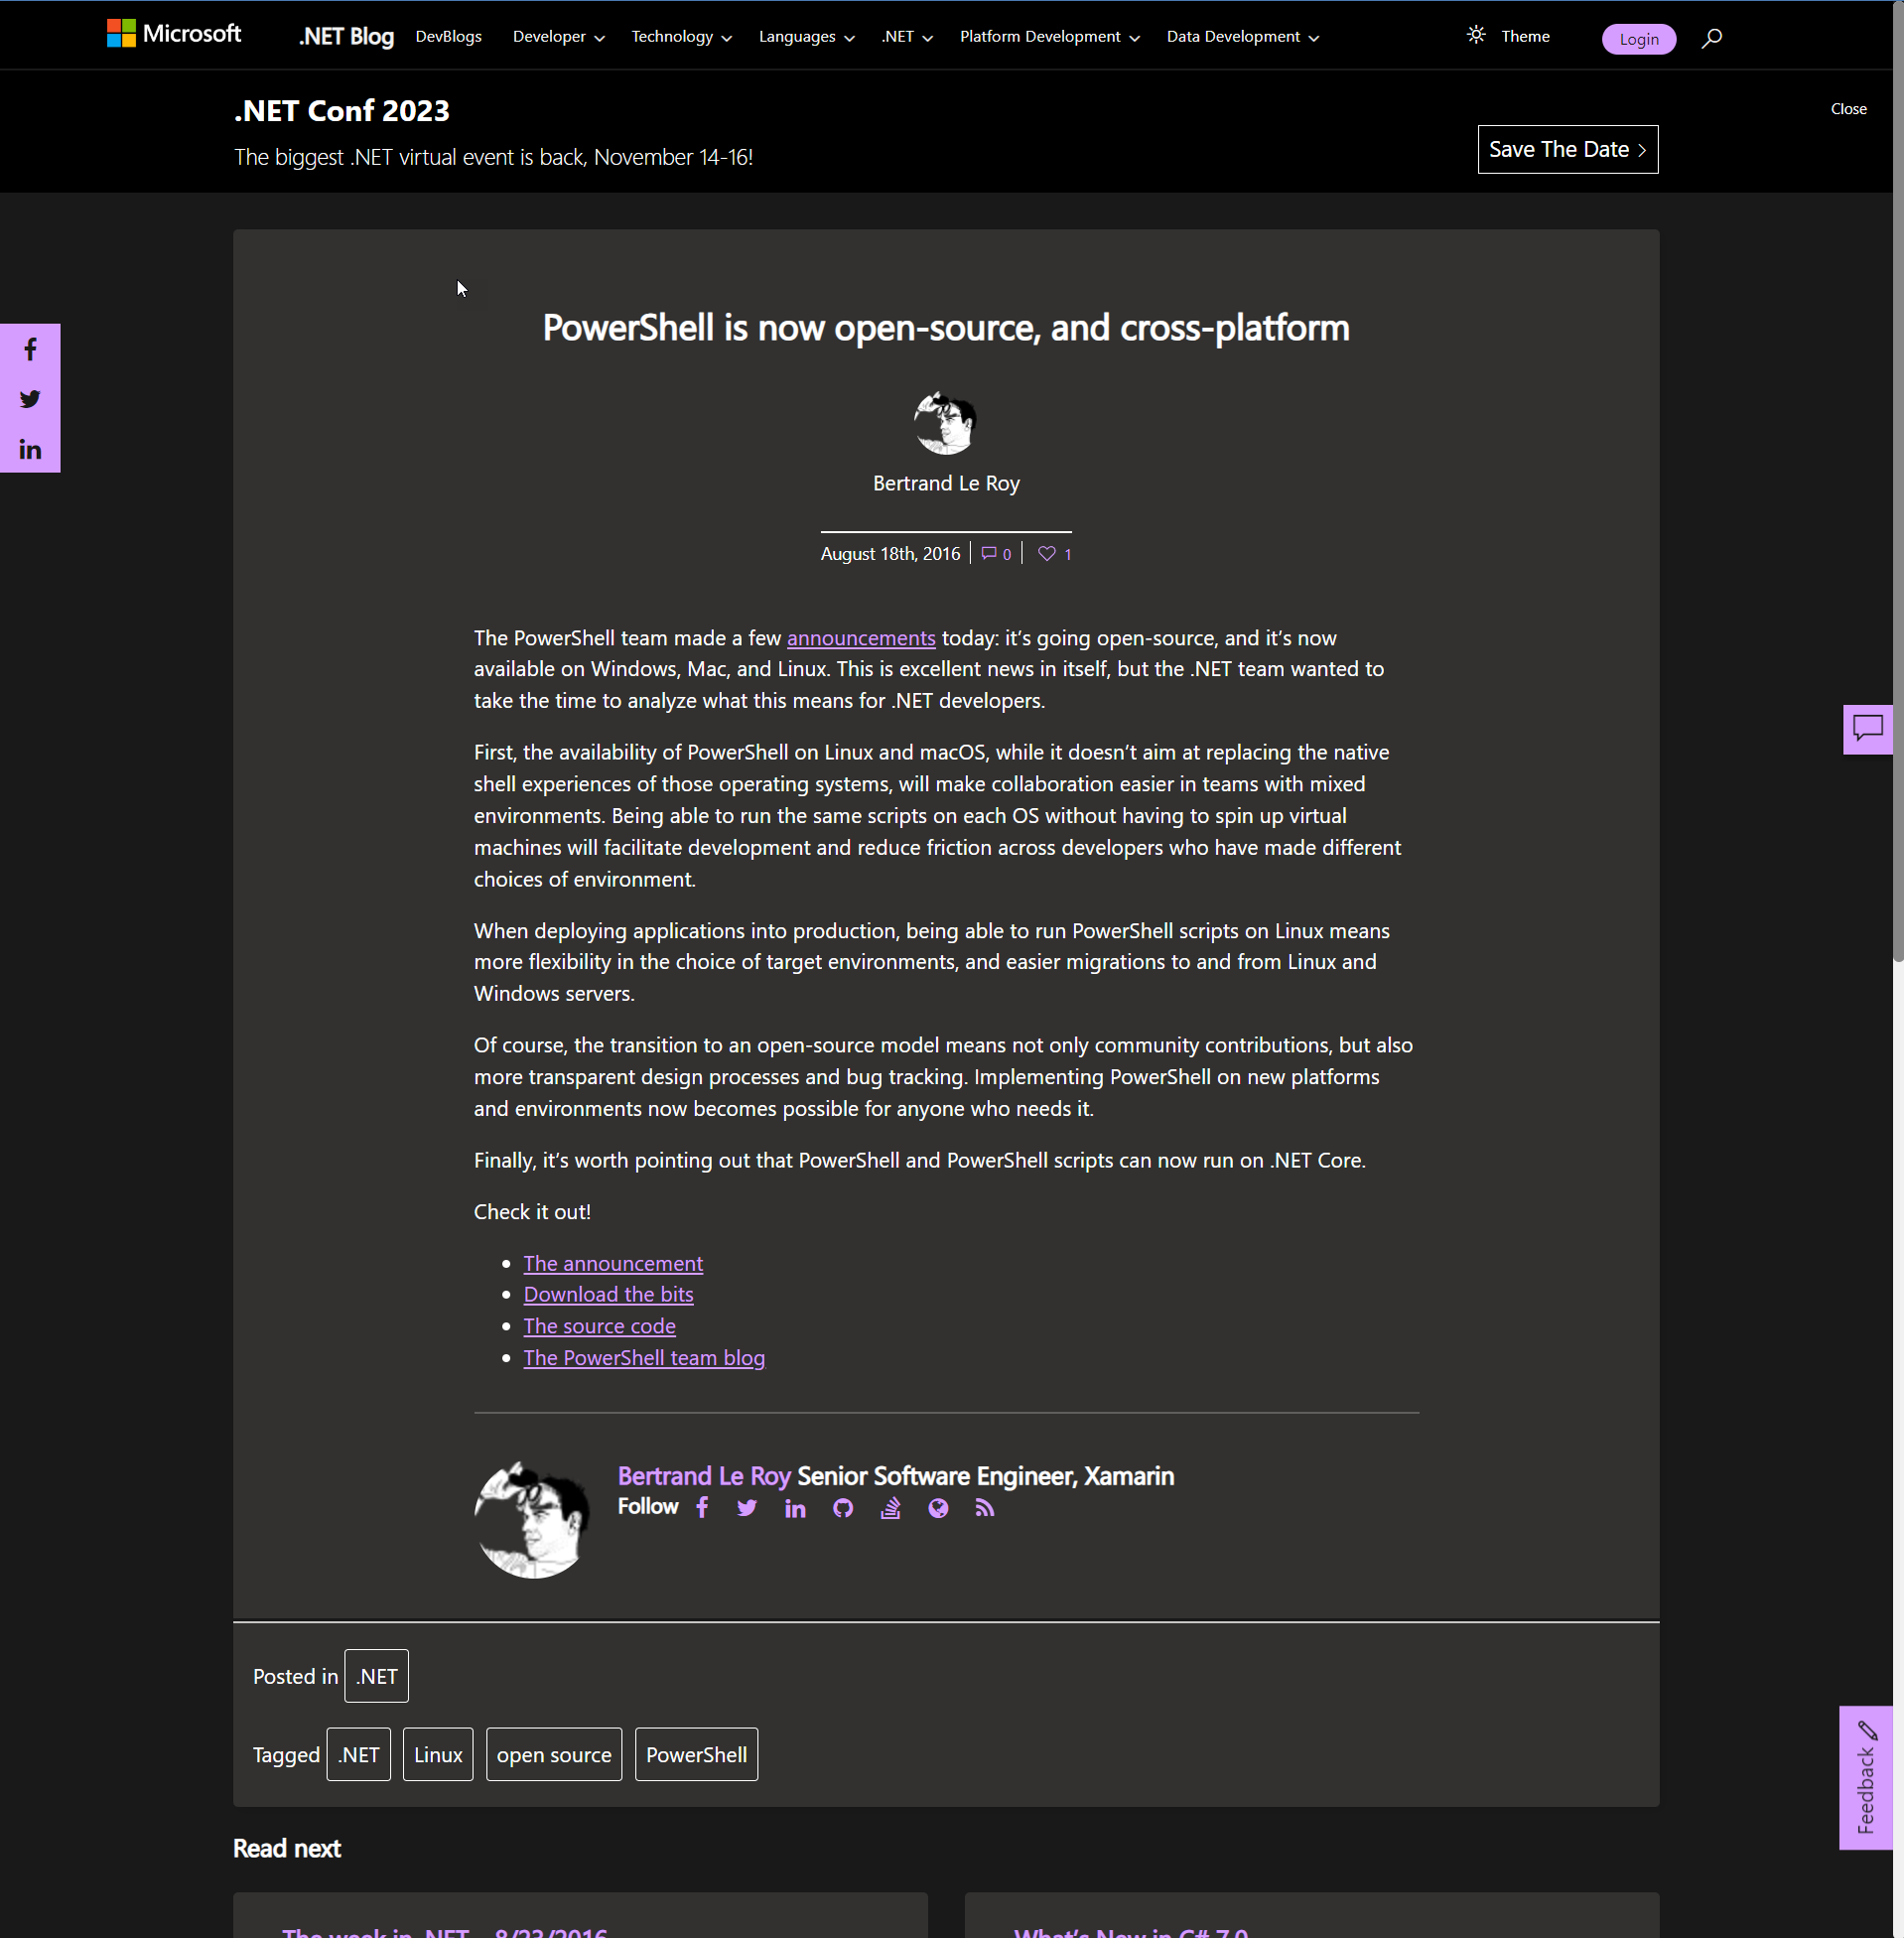 Microsoft
.NET Blog DevBlogs Developer Technology Languages .NET Platform Development Data Development Theme Login
.NET Conf 2023
Close
The biggest .NET virtual event is back, November 14-16!
Save The Date
PowerShell is now open-source, and cross-platform
Bertrand Le Roy
August 18th, 2016 0 1
The PowerShell team made a few announcements today: it’s going open-source, and it’s now
available on Windows, Mac, and Linux. This is excellent news in itself, but the .NET team wanted to
take the time to analyze what this means for .NET developers.
First, the availability of PowerShell on Linux and macOS, while it doesn’t aim at replacing the native
shell experiences of those operating systems, will make collaboration easier in teams with mixed
environments. Being able to run the same scripts on each OS without having to spin up virtual
machines will facilitate development and reduce friction across developers who have made different
choices of environment.
When deploying applications into production, being able to run PowerShell scripts on Linux means
more flexibility in the choice of target environments, and easier migrations to and from Linux and
Windows servers.
Of course, the transition to an open-source model means not only community contributions, but also
more transparent design processes and bug tracking. Implementing PowerShell on new platforms
and environments now becomes possible for anyone who needs it.
Finally, it’s worth pointing out that PowerShell and PowerShell scripts can now run on .NET Core.
Check it out!
The announcement
Download the bits
The source code
The PowerShell team blog
Bertrand Le Roy Senior Software Engineer, Xamarin
Follow
Posted in .NET
Tagged .NET Linux open source PowerShell
Feedback
Read next
The week in .NET – 8/23/2016
What’s New in C# 7.0